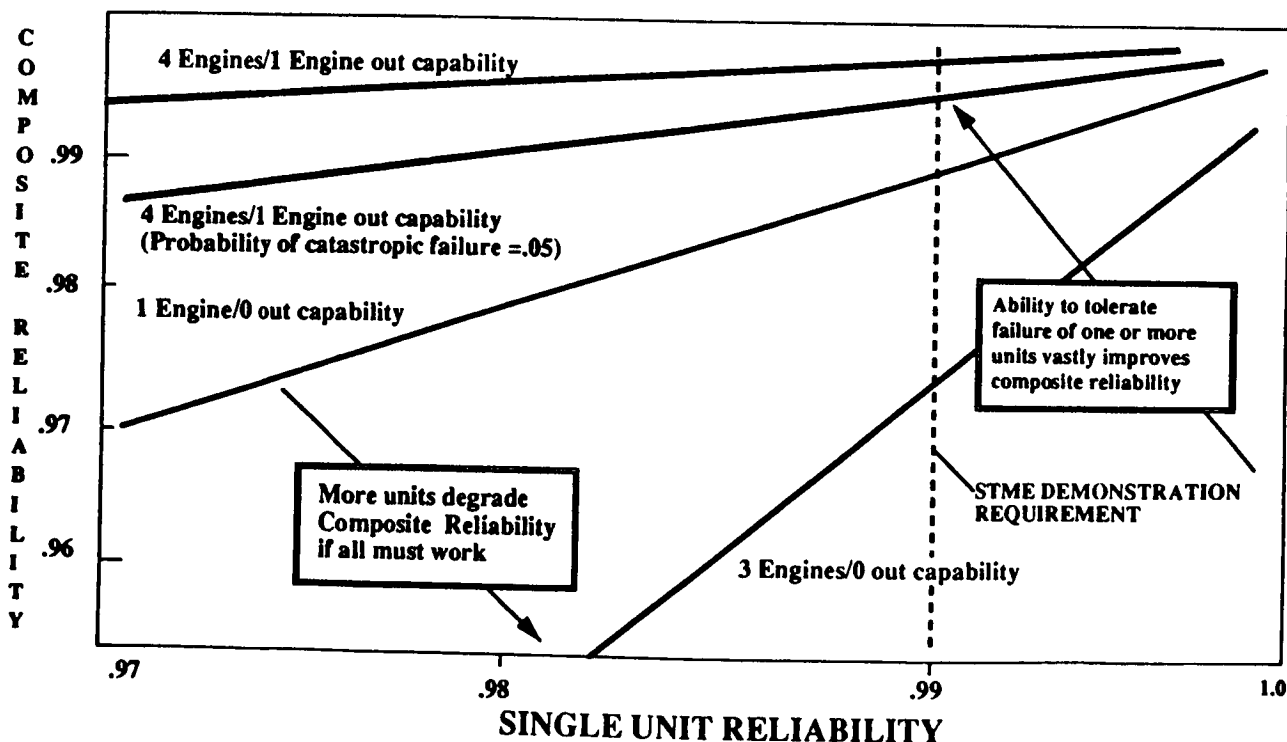 COMPOSITE RELIABILITY
4 Engines/1 Engine out capability
.99
4 Engines/1 Engine out capability
(Probability of catastropic failure =.05)
.98
1 Engine/0 out capability
Ability to tolerate
failure of one or more
units vastly improves
composite reliability
.97
More units degrade
Composite Reliability
if all must work
STME DEMONSTRATION
REQUIREMENT
.96
3 Engines/0 out capability
.97
.98
.99
1.0
SINGLE UNIT RELIABILITY